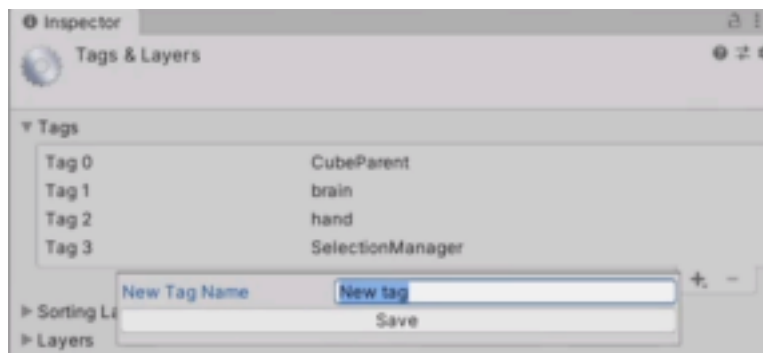 Inspector
Tags & Layers
Tags
Tag 0 CubeParent
Tag 1 brain
Tag 2 hand
Tag 3 SelectionManager
New Tag Name New tag
Sorting La
Save
Layers